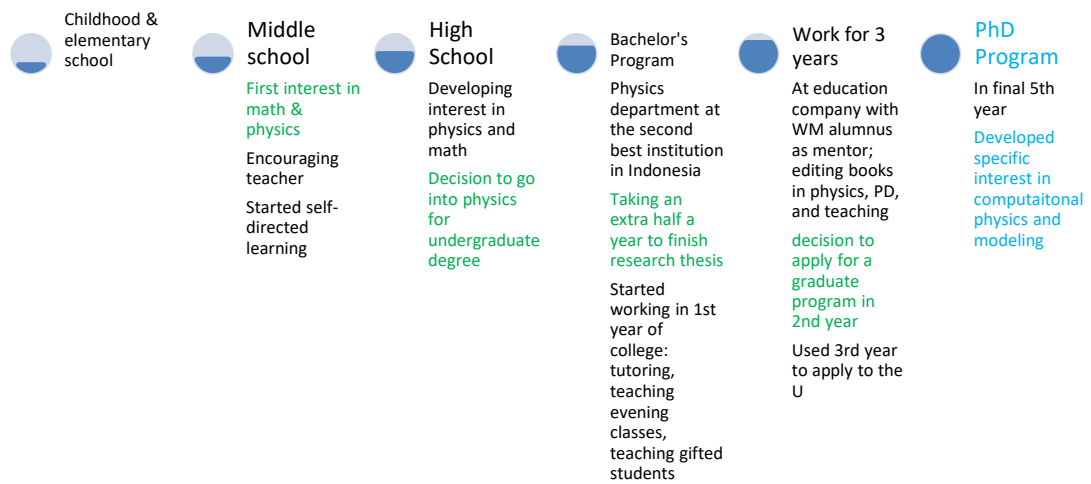 Childhood &
elementary
school
Middle
school
First interest in
math &
physics
Encouraging
teacher
Started self-
directed
learning
High
School
Developing
interest in
physics and
math
Decision to go
into physics
for
undergraduate
degree
Bachelor's
Program
Physics
department at
the second
best institution
in Indonesia
Taking an
extra half a
year to finish
research thesis
Started
working in 1st
year of
college:
tutoring,
teaching
evening
classes,
teaching gifted
students
Work for 3
years
At education
company with
WM alumnus
as mentor;
editing books
in physics, PD,
and teaching
decision to
apply for a
graduate
program in
2nd year
Used 3rd year
to apply to the
U
PhD
Program
In final 5th
year
Developed
specific
interest in
computaitonal
physics and
modeling